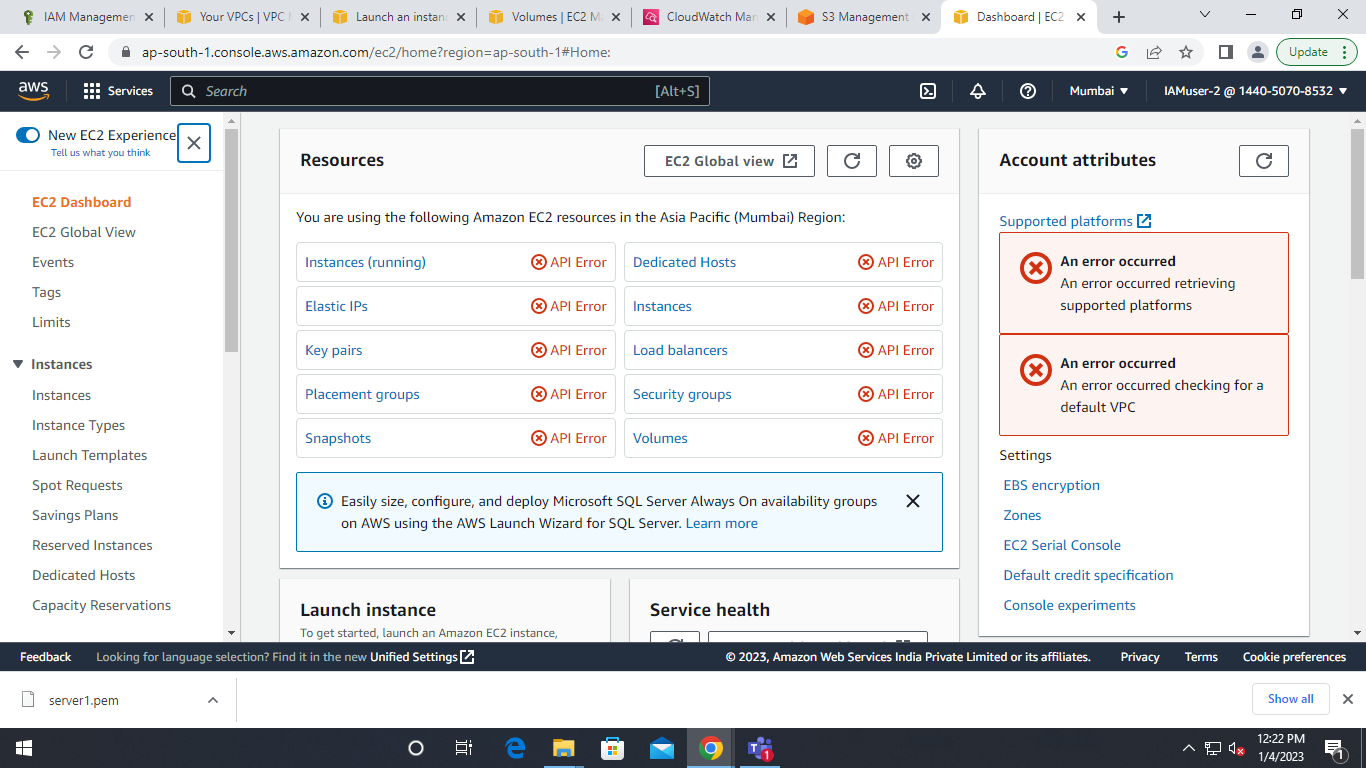 IAM Managemen
Your VPCs | VPC
Launch an instan
Volumes | EC2 M
CloudWatch Man
S3 Management
Dashboard | EC2
ap-south-1.console.aws.amazon.com/ec2/home?region=ap-south-1#Home:
Update
aws
Services
Search
[Alt+S]
Mumbai
IAMuser-2 @ 1440-5070-8532
New EC2 Experience
Tell us what you think
EC2 Dashboard
EC2 Global View
Events
Tags
Limits
Instances
Instances
Instance Types
Launch Templates
Spot Requests
Savings Plans
Reserved Instances
Dedicated Hosts
Capacity Reservations
Resources
EC2 Global view
You are using the following Amazon EC2 resources in the Asia Pacific (Mumbai) Region:
Instances (running) API Error
Dedicated Hosts API Error
Elastic IPs API Error
Instances API Error
Key pairs API Error
Load balancers API Error
Placement groups API Error
Security groups API Error
Snapshots API Error
Volumes API Error
Easily size, configure, and deploy Microsoft SQL Server Always On availability groups
on AWS using the AWS Launch Wizard for SQL Server. Learn more
Launch instance
To get started, launch an Amazon EC2 instance,
Service health
Account attributes
Supported platforms
An error occurred
An error occurred retrieving
supported platforms
An error occurred
An error occurred checking for a
default VPC
Settings
EBS encryption
Zones
EC2 Serial Console
Default credit specification
Console experiments
Feedback
Looking for language selection? Find it in the new Unified Settings
© 2023, Amazon Web Services India Private Limited or its affiliates.
Privacy
Terms
Cookie preferences
server1.pem
Show all
12:22 PM
1/4/2023
1
1